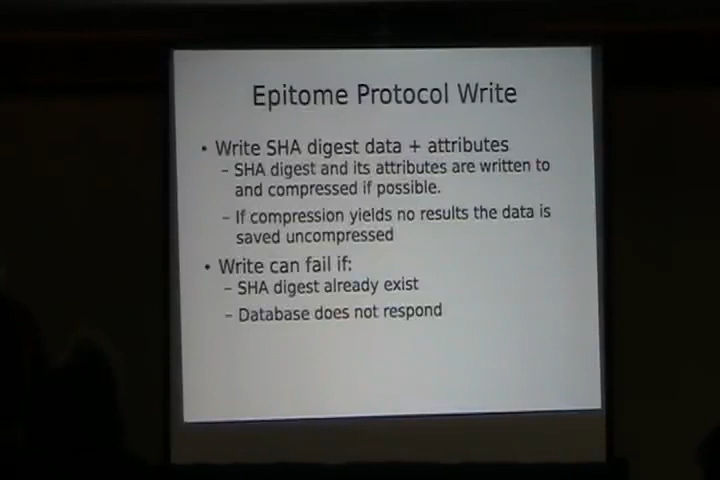 Epitome Protocol Write
• Write SHA digest data + attributes
– SHA digest and its attributes are written to
and compressed if possible.
– If compression yields no results the data is
saved uncompressed
• Write can fail if:
– SHA digest already exist
– Database does not respond